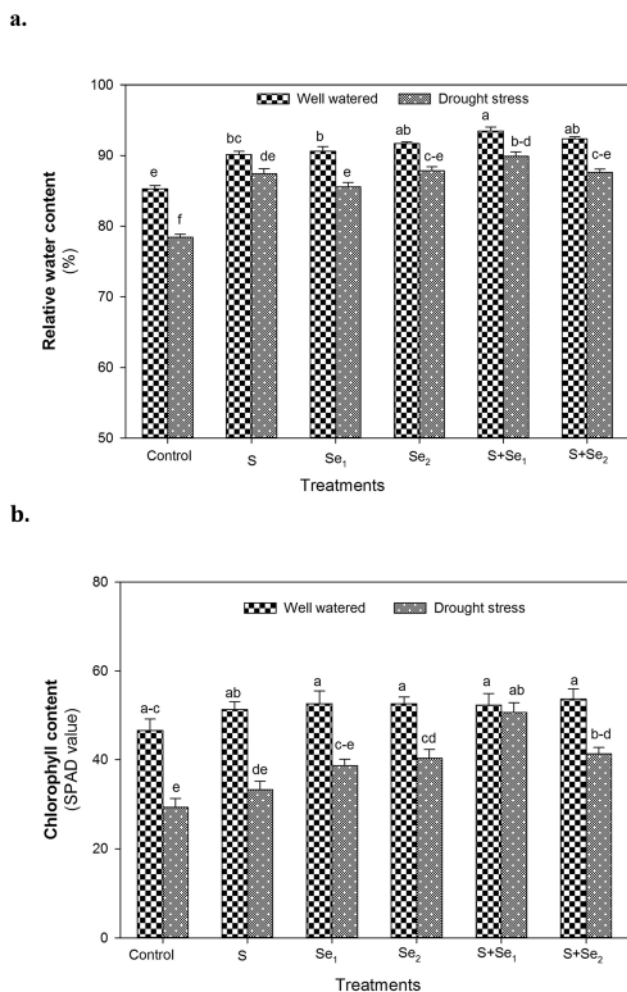 a.
100
90
80
70
60
50
Relative water content
(%)
Well watered
Drought stress
e
f
bc
de
b
e
ab
c-e
a
b-d
ab
c-e
Control
S
Se₁
Se₂
S+Se₁
S+Se₂
Treatments
b.
80
60
40
20
0
Chlorophyll content
(SPAD value)
Well watered
Drought stress
a-c
e
ab
de
a
c-e
a
cd
a
ab
a
b-d
Control
S
Se₁
Se₂
S+Se₁
S+Se₂
Treatments